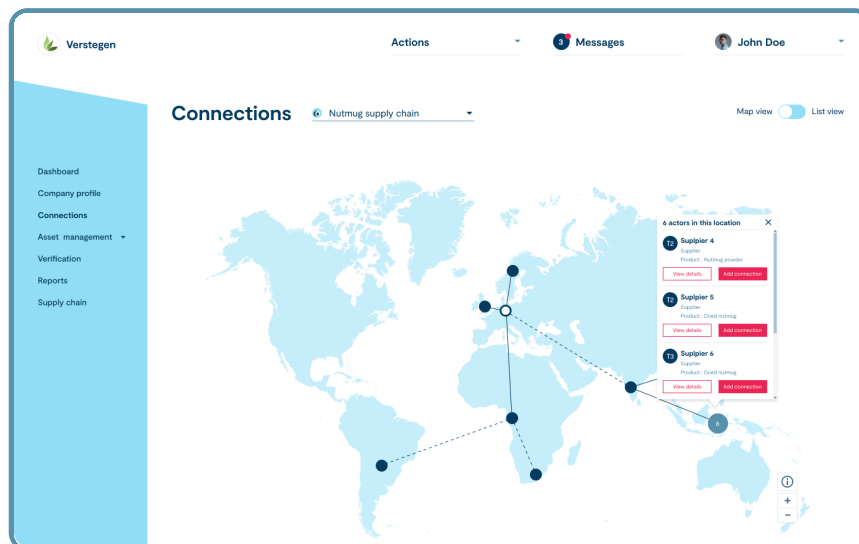 Verstegen
Actions
3 Messages
John Doe
Connections
Nutmug supply chain
Map view
List view
Dashboard
Company profile
Connections
Asset management
Verification
Reports
Supply chain
6 actors in this location
T2 Suplpier 4
Supplier
Product : Nutmug powder
View details
Add connection
T2 Suplpier 5
Supplier
Product : Dried nutmug
View details
Add connection
T3 Suplpier 6
Supplier
Product : Dried nutmug
View details
Add connection
6
i
+
−